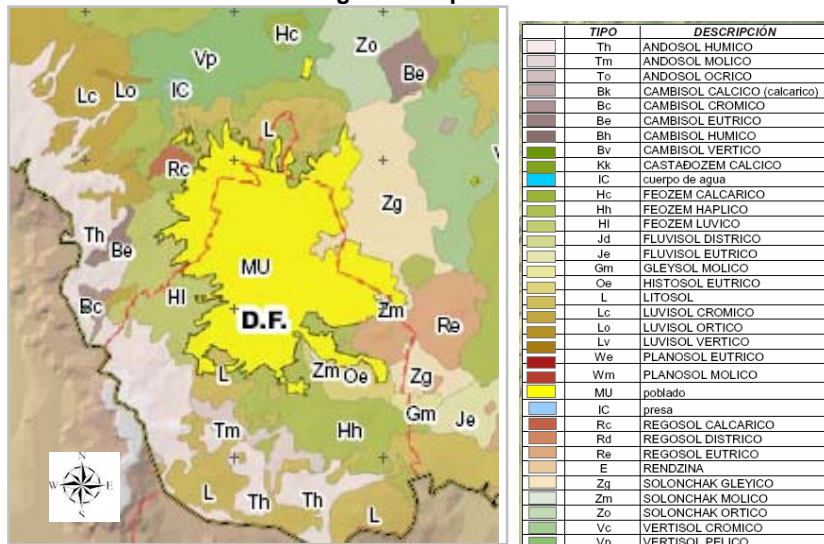 Hc
Zo
Vp
Be
Lc
Lo
IC
L
Rc
Zg
Th
Be
MU
Bc
Hl
D.F.
Zm
Re
L
Zm
Oe
Zg
Gm
Je
Tm
Hh
L
Th
Th
L
N
W
E
S
TIPO DESCRIPCIÓN
Th ANDOSOL HUMICO
Tm ANDOSOL MOLICO
To ANDOSOL OCRICO
Bk CAMBISOL CALCICO (calcarico)
Bc CAMBISOL CROMICO
Be CAMBISOL EUTRICO
Bh CAMBISOL HUMICO
Bv CAMBISOL VERTICO
Kk CASTAÐOZEM CALCICO
IC cuerpo de agua
Hc FEOZEM CALCARICO
Hh FEOZEM HAPLICO
Hl FEOZEM LUVICO
Jd FLUVISOL DISTRICO
Je FLUVISOL EUTRICO
Gm GLEYSOL MOLICO
Oe HISTOSOL EUTRICO
L LITOSOL
Lc LUVISOL CROMICO
Lo LUVISOL ORTICO
Lv LUVISOL VERTICO
We PLANOSOL EUTRICO
Wm PLANOSOL MOLICO
MU poblado
IC presa
Rc REGOSOL CALCARICO
Rd REGOSOL DISTRICO
Re REGOSOL EUTRICO
E RENDZINA
Zg SOLONCHAK GLEYICO
Zm SOLONCHAK MOLICO
Zo SOLONCHAK ORTICO
Vc VERTISOL CROMICO
Vp VERTISOL PELICO